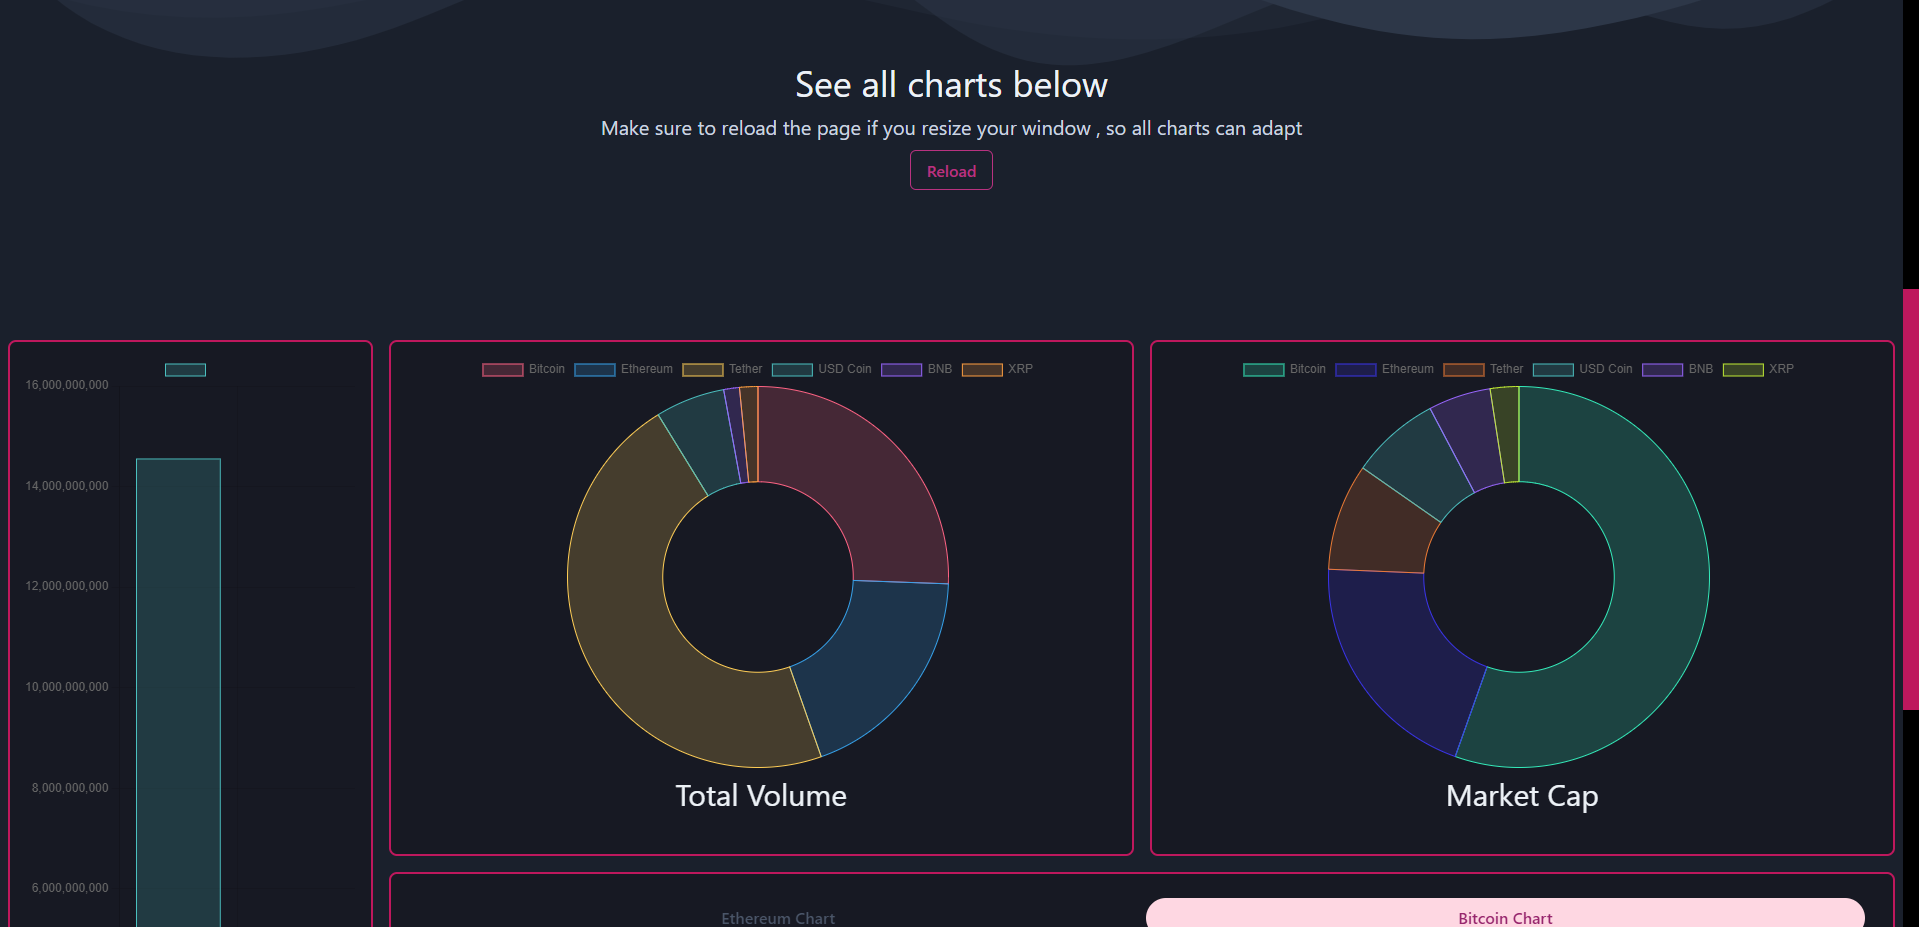 See all charts below
Make sure to reload the page if you resize your window , so all charts can adapt
Reload
16,000,000,000
14,000,000,000
12,000,000,000
10,000,000,000
8,000,000,000
6,000,000,000
Bitcoin Ethereum Tether USD Coin BNB XRP
Total Volume
Bitcoin Ethereum Tether USD Coin BNB XRP
Market Cap
Ethereum Chart
Bitcoin Chart